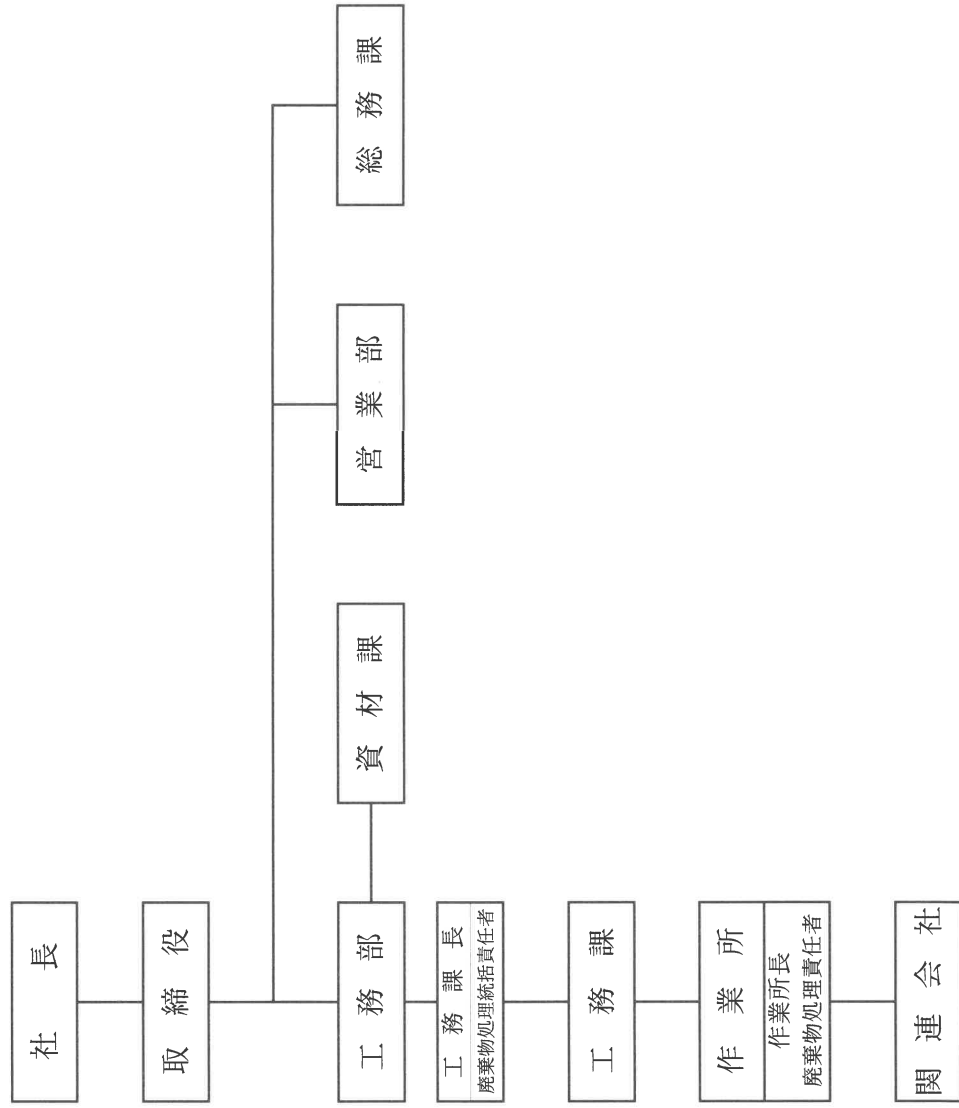 社長
取締役
工務部
資材課
営業部
総務課
工務課長
廃棄物処理統括責任者
工務課
作業所
作業所長
廃棄物処理責任者
関連会社